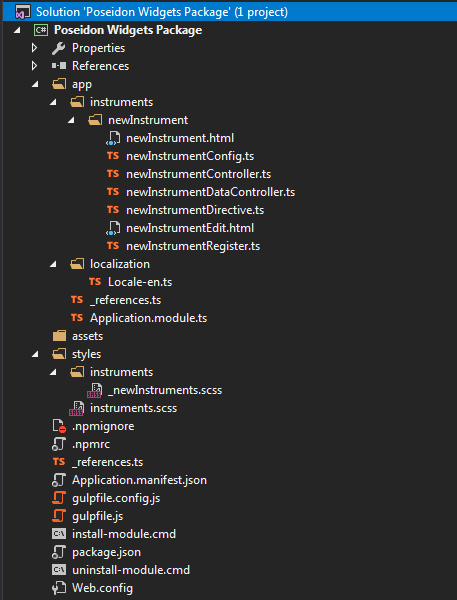 Solution 'Poseidon Widgets Package' (1 project)
C# Poseidon Widgets Package
Properties
References
app
instruments
newInstrument
newInstrument.html
TS newInstrumentConfig.ts
TS newInstrumentController.ts
TS newInstrumentDataController.ts
TS newInstrumentDirective.ts
newInstrumentEdit.html
TS newInstrumentRegister.ts
localization
TS Locale-en.ts
TS _references.ts
TS Application.module.ts
assets
styles
instruments
_newInstruments.scss
instruments.scss
.npmignore
.npmrc
TS _references.ts
Application.manifest.json
gulpfile.config.js
gulpfile.js
C:\ install-module.cmd
package.json
C:\ uninstall-module.cmd
Web.config